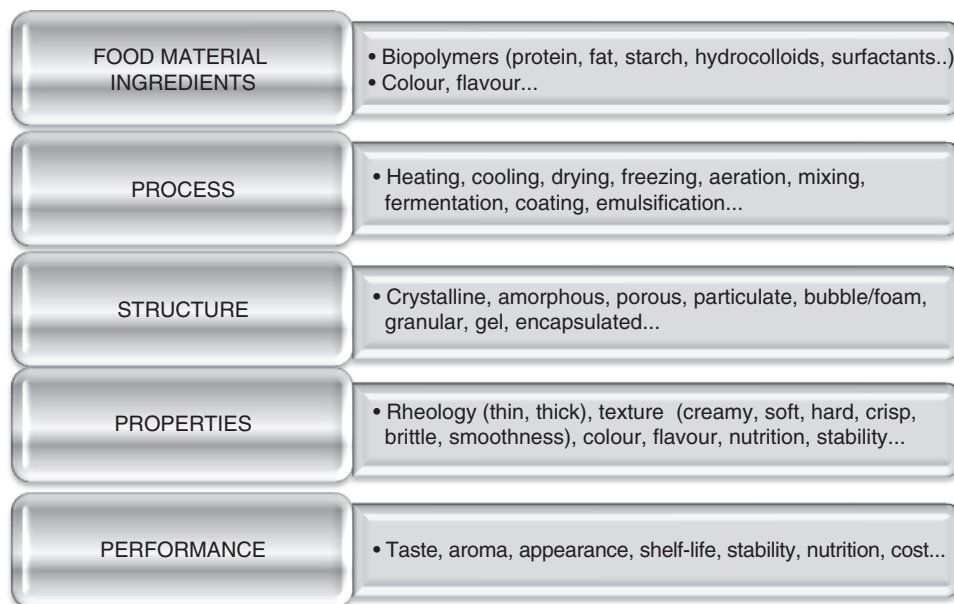 FOOD MATERIAL
INGREDIENTS
• Biopolymers (protein, fat, starch, hydrocolloids, surfactants..)
• Colour, flavour...
PROCESS
• Heating, cooling, drying, freezing, aeration, mixing,
fermentation, coating, emulsification...
STRUCTURE
• Crystalline, amorphous, porous, particulate, bubble/foam,
granular, gel, encapsulated...
PROPERTIES
• Rheology (thin, thick), texture (creamy, soft, hard, crisp,
brittle, smoothness), colour, flavour, nutrition, stability...
PERFORMANCE
• Taste, aroma, appearance, shelf-life, stability, nutrition, cost...